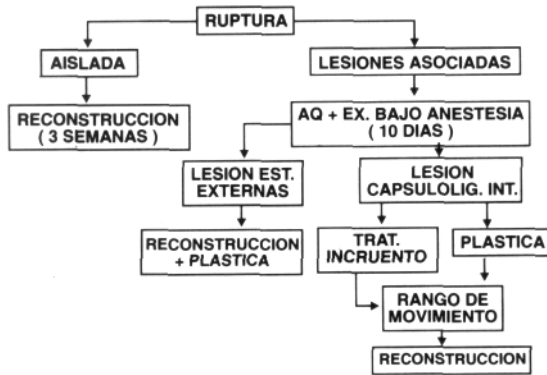 RUPTURA
AISLADA
LESIONES ASOCIADAS
RECONSTRUCCION
( 3 SEMANAS )
AQ + EX. BAJO ANESTESIA
( 10 DIAS )
LESION EST.
EXTERNAS
LESION
CAPSULOLIG. INT.
RECONSTRUCCION
+ PLASTICA
TRAT.
INCRUENTO
PLASTICA
RANGO DE
MOVIMIENTO
RECONSTRUCCION